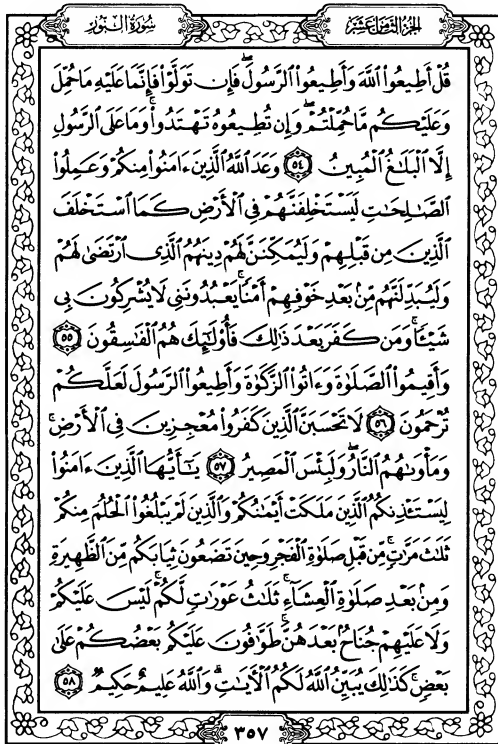 الجزء الثامن عشر
سورة النور
قُلْ أَطِيعُوا۟ ٱللَّهَ وَأَطِيعُوا۟ ٱلرَّسُولَ ۖ فَإِن تَوَلَّوْا۟ فَإِنَّمَا عَلَيْهِ مَا حُمِّلَ
وَعَلَيْكُم مَّا حُمِّلْتُمْ ۖ وَإِن تُطِيعُوهُ تَهْتَدُوا۟ ۚ وَمَا عَلَى ٱلرَّسُولِ
إِلَّا ٱلْبَلَٰغُ ٱلْمُبِينُ ٥٤ وَعَدَ ٱللَّهُ ٱلَّذِينَ ءَامَنُوا۟ مِنكُمْ وَعَمِلُوا۟
ٱلصَّٰلِحَٰتِ لَيَسْتَخْلِفَنَّهُمْ فِى ٱلْأَرْضِ كَمَا ٱسْتَخْلَفَ
ٱلَّذِينَ مِن قَبْلِهِمْ وَلَيُمَكِّنَنَّ لَهُمْ دِينَهُمُ ٱلَّذِى ٱرْتَضَىٰ لَهُمْ
وَلَيُبَدِّلَنَّهُم مِّنۢ بَعْدِ خَوْفِهِمْ أَمْنًا ۚ يَعْبُدُونَنِى لَا يُشْرِكُونَ بِى
شَيْـًٔا ۚ وَمَن كَفَرَ بَعْدَ ذَٰلِكَ فَأُو۟لَٰٓئِكَ هُمُ ٱلْفَٰسِقُونَ ٥٥
وَأَقِيمُوا۟ ٱلصَّلَوٰةَ وَءَاتُوا۟ ٱلزَّكَوٰةَ وَأَطِيعُوا۟ ٱلرَّسُولَ لَعَلَّكُمْ
تُرْحَمُونَ ٥٦ لَا تَحْسَبَنَّ ٱلَّذِينَ كَفَرُوا۟ مُعْجِزِينَ فِى ٱلْأَرْضِ ۚ
وَمَأْوَىٰهُمُ ٱلنَّارُ ۖ وَلَبِئْسَ ٱلْمَصِيرُ ٥٧ يَٰٓأَيُّهَا ٱلَّذِينَ ءَامَنُوا۟
لِيَسْتَـْٔذِنكُمُ ٱلَّذِينَ مَلَكَتْ أَيْمَٰنُكُمْ وَٱلَّذِينَ لَمْ يَبْلُغُوا۟ ٱلْحُلُمَ مِنكُمْ
ثَلَٰثَ مَرَّٰتٍ ۚ مِّن قَبْلِ صَلَوٰةِ ٱلْفَجْرِ وَحِينَ تَضَعُونَ ثِيَابَكُم مِّنَ ٱلظَّهِيرَةِ
وَمِنۢ بَعْدِ صَلَوٰةِ ٱلْعِشَآءِ ۚ ثَلَٰثُ عَوْرَٰتٍ لَّكُمْ ۚ لَيْسَ عَلَيْكُمْ
وَلَا عَلَيْهِمْ جُنَاحٌۢ بَعْدَهُنَّ ۚ طَوَّٰفُونَ عَلَيْكُم بَعْضُكُمْ عَلَىٰ
بَعْضٍ ۚ كَذَٰلِكَ يُبَيِّنُ ٱللَّهُ لَكُمُ ٱلْـَٔايَٰتِ ۗ وَٱللَّهُ عَلِيمٌ حَكِيمٌ ٥٨
٣٥٧